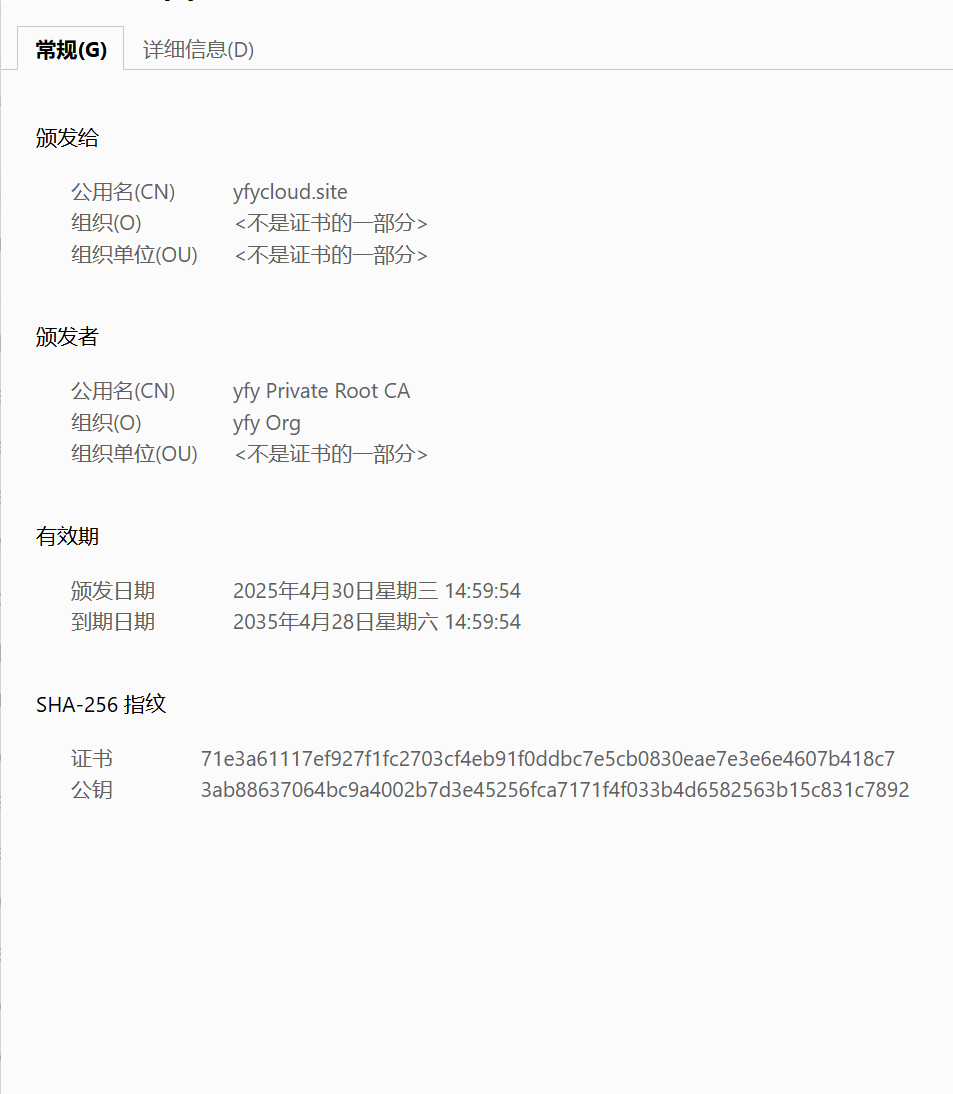 常规(G) 详细信息(D)
颁发给
公用名(CN) yfycloud.site
组织(O) <不是证书的一部分>
组织单位(OU) <不是证书的一部分>
颁发者
公用名(CN) yfy Private Root CA
组织(O) yfy Org
组织单位(OU) <不是证书的一部分>
有效期
颁发日期 2025年4月30日星期三 14:59:54
到期日期 2035年4月28日星期六 14:59:54
SHA-256 指纹
证书 71e3a61117ef927f1fc2703cf4eb91f0ddbc7e5cb0830eae7e3e6e4607b418c7
公钥 3ab88637064bc9a4002b7d3e45256fca7171f4f033b4d6582563b15c831c7892